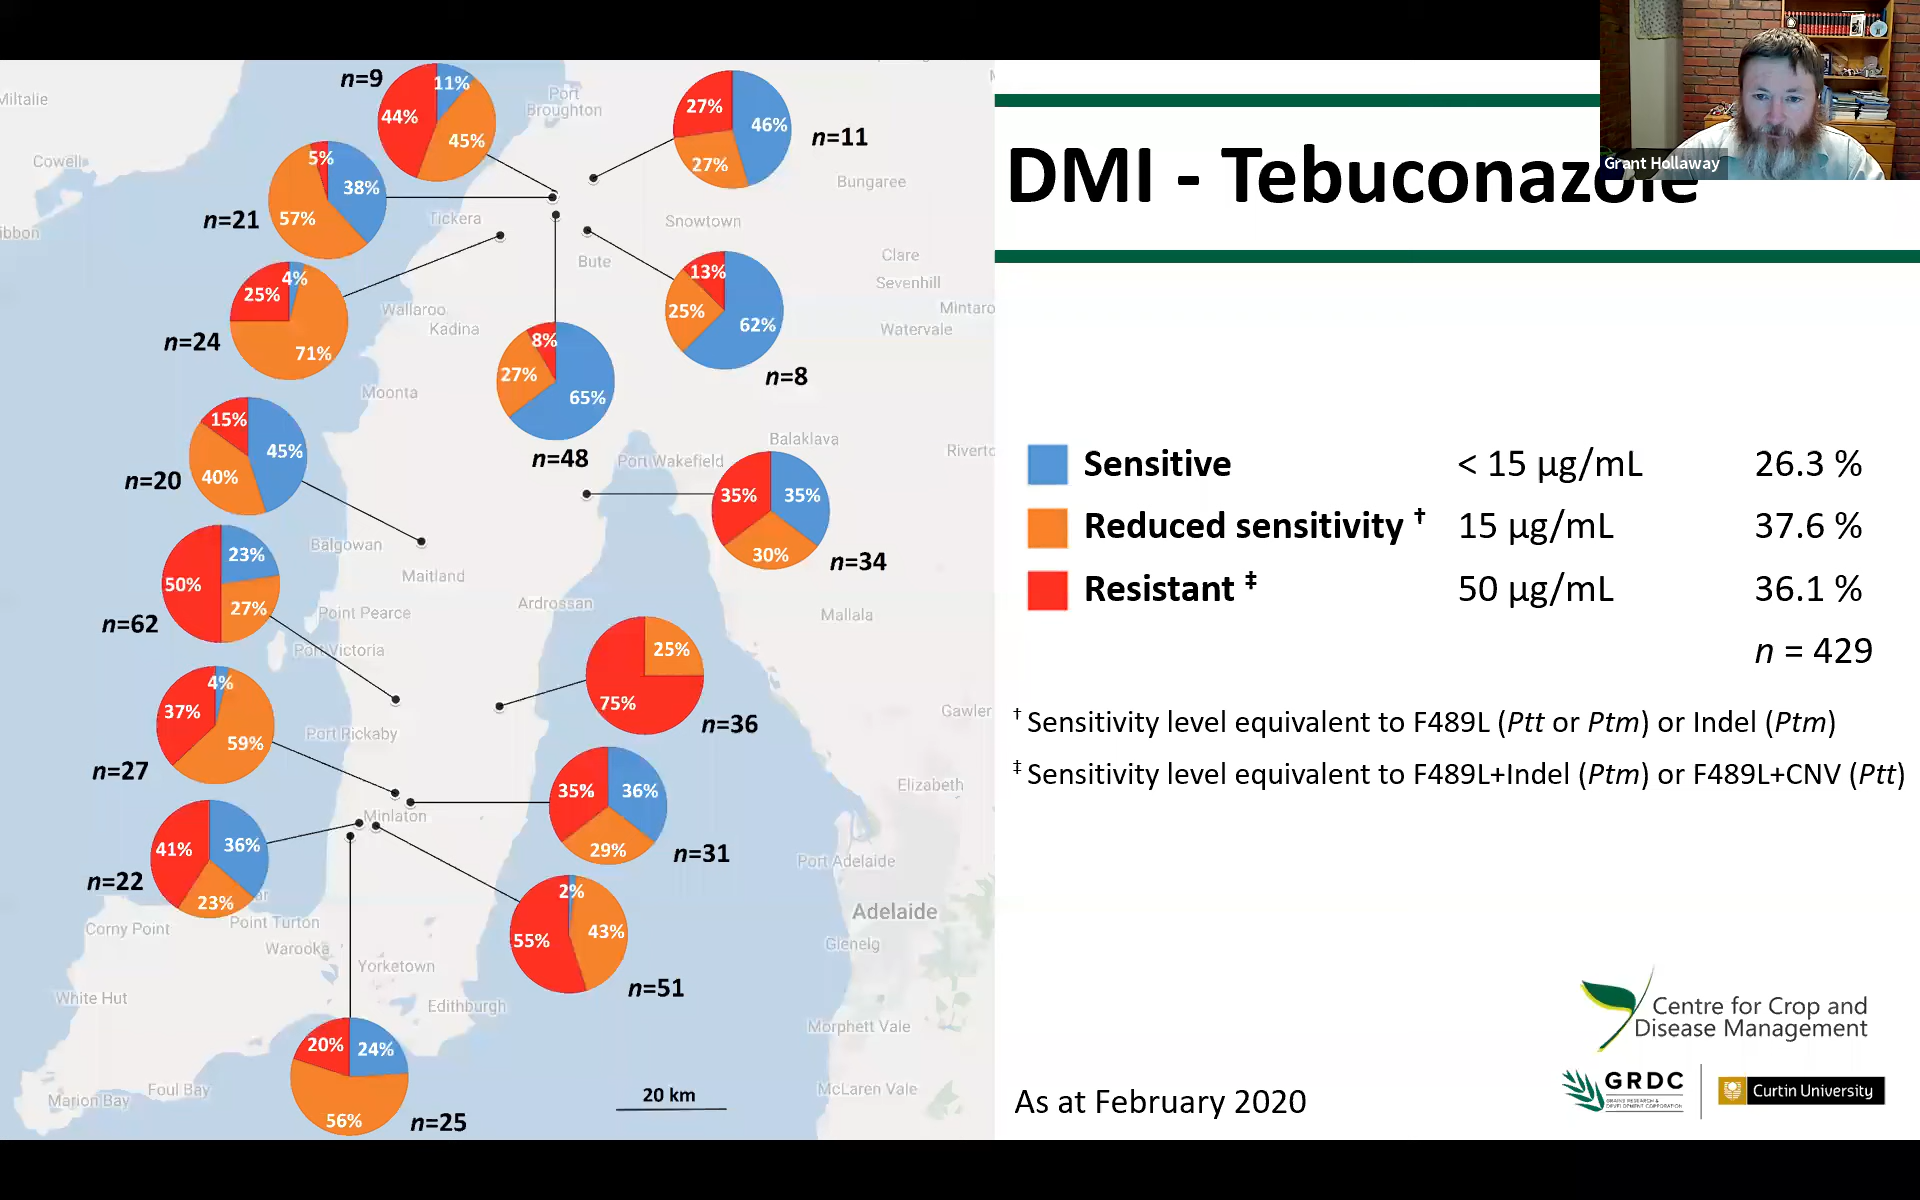 n=9
11%
44%
45%
Port
Broughton
27%
46%
27%
n=11
Miltalie
Cowell
5%
38%
57%
n=21
Bungaree
Tickera
Snowtown
Bute
Clare
Sevenhill
Mintaro
Watervale
4%
25%
71%
n=24
Wallaroo
Kadina
13%
25%
62%
n=8
8%
27%
65%
n=48
Moonta
15%
45%
40%
n=20
Balaklava
Port Wakefield
35%
35%
30%
n=34
Balgowan
Maitland
23%
50%
27%
n=62
Point Pearce
Ardrossan
Mallala
Port Victoria
25%
75%
n=36
4%
37%
59%
n=27
Port Rickaby
Gawler
Elizabeth
35%
36%
29%
n=31
Minlaton
Port Adelaide
36%
41%
23%
n=22
Corny Point
Point Turton
Warooka
Yorketown
2%
43%
55%
n=51
Adelaide
Glenelg
White Hut
Edithburgh
Morphett Vale
20%
24%
56%
n=25
Foul Bay
Marion Bay
McLaren Vale
20 km
Grant Hollaway
DMI - Tebuconazole
Sensitive < 15 µg/mL 26.3 %
Reduced sensitivity † 15 µg/mL 37.6 %
Resistant ‡ 50 µg/mL 36.1 %
n = 429
† Sensitivity level equivalent to F489L (Ptt or Ptm) or Indel (Ptm)
‡ Sensitivity level equivalent to F489L+Indel (Ptm) or F489L+CNV (Ptt)
Centre for Crop and
Disease Management
GRDC
GRAINS RESEARCH &
DEVELOPMENT CORPORATION
Curtin University
As at February 2020